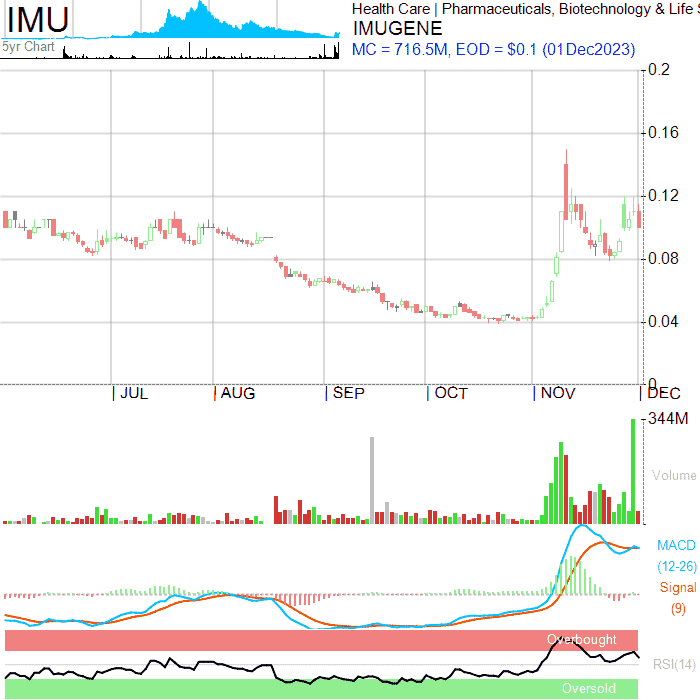 IMU
5yr Chart
Health Care | Pharmaceuticals, Biotechnology & Life S
IMUGENE
MC = 716.5M, EOD = $0.1 (01Dec2023)
0.2
0.16
0.12
0.08
0.04
0
| JUL | AUG | SEP | OCT | NOV | DEC
344M
Volume
MACD
(12-26)
Signal
(9)
Overbought
RSI(14)
Oversold